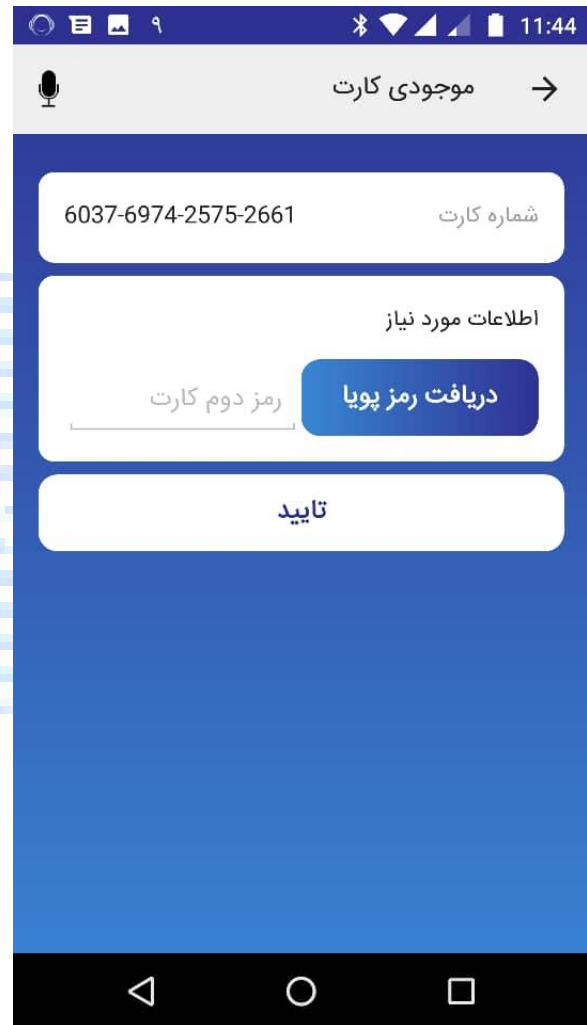 ۹ 11:44
موجودی کارت
شماره کارت 6037-6974-2575-2661
اطلاعات مورد نیاز
دریافت رمز پویا رمز دوم کارت
تایید